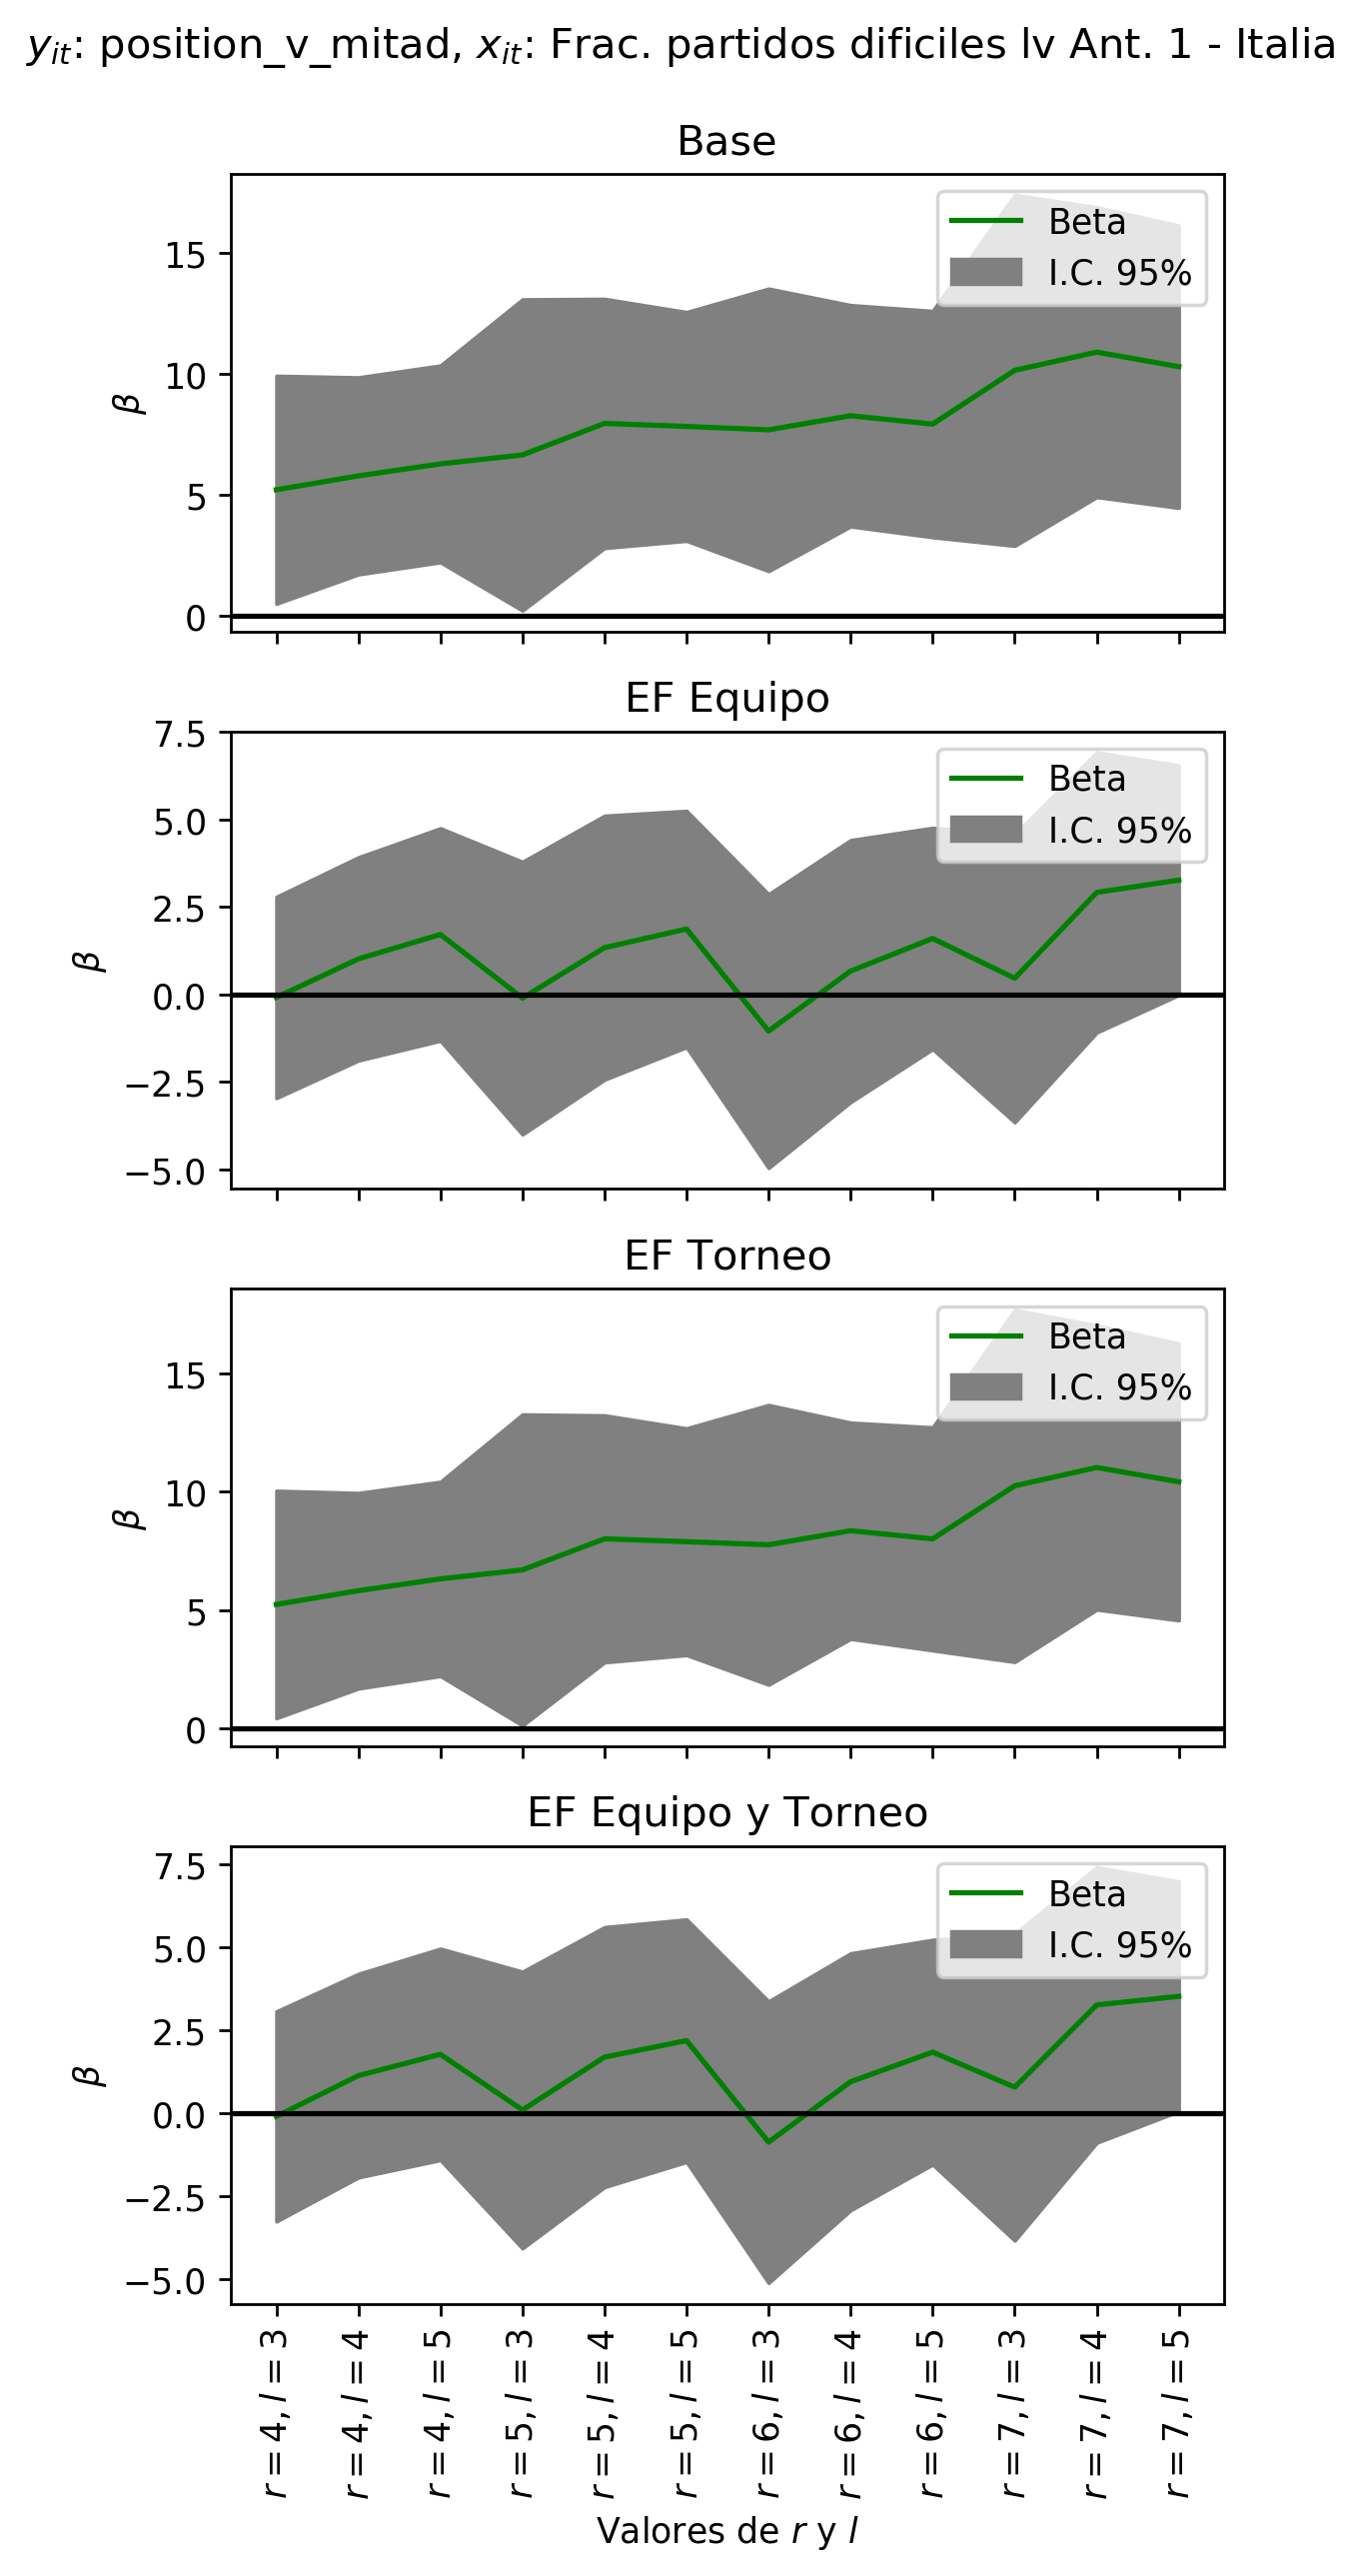 y_it: position_v_mitad, x_it: Frac. partidos dificiles lv Ant. 1 - Italia
Base
15
10
5
0
β
Beta
I.C. 95%
EF Equipo
7.5
5.0
2.5
0.0
−2.5
−5.0
β
Beta
I.C. 95%
EF Torneo
15
10
5
0
β
Beta
I.C. 95%
EF Equipo y Torneo
7.5
5.0
2.5
0.0
−2.5
−5.0
β
Beta
I.C. 95%
r = 4, l = 3
r = 4, l = 4
r = 4, l = 5
r = 5, l = 3
r = 5, l = 4
r = 5, l = 5
r = 6, l = 3
r = 6, l = 4
r = 6, l = 5
r = 7, l = 3
r = 7, l = 4
r = 7, l = 5
Valores de r y l